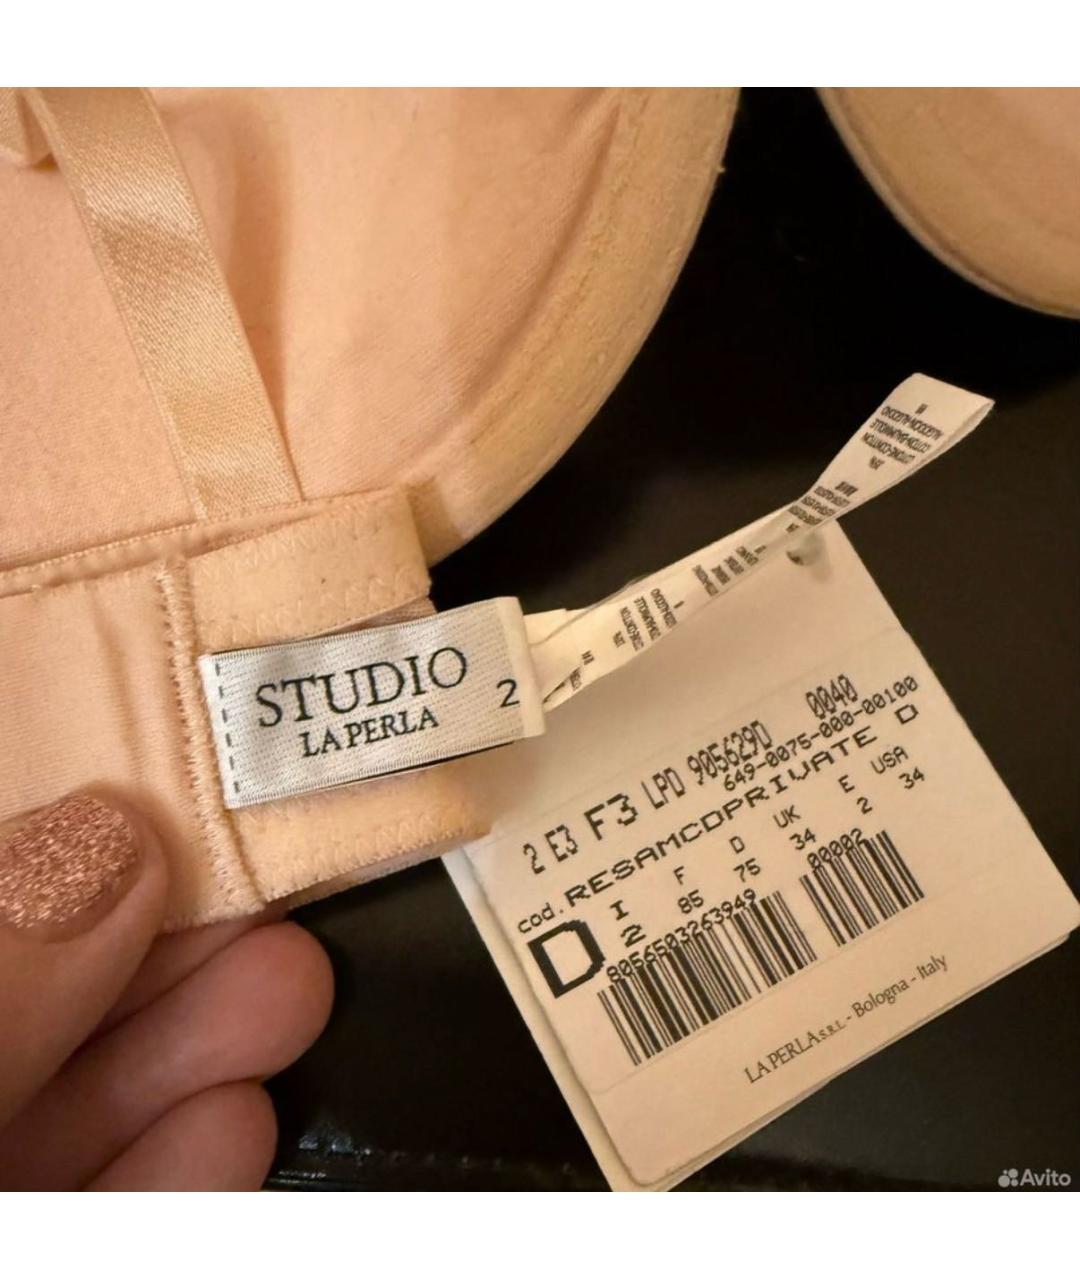 STUDIO
LA PERLA
2
2 E3 F3 LPD 905629D 0040
649-0075-000-00100
cod. RESAMCDPRIVATE D
I F D UK E USA
D 2 85 75 34 2 34
8056503263949 00002
LA PERLA S.R.L. - Bologna - Italy
Avito